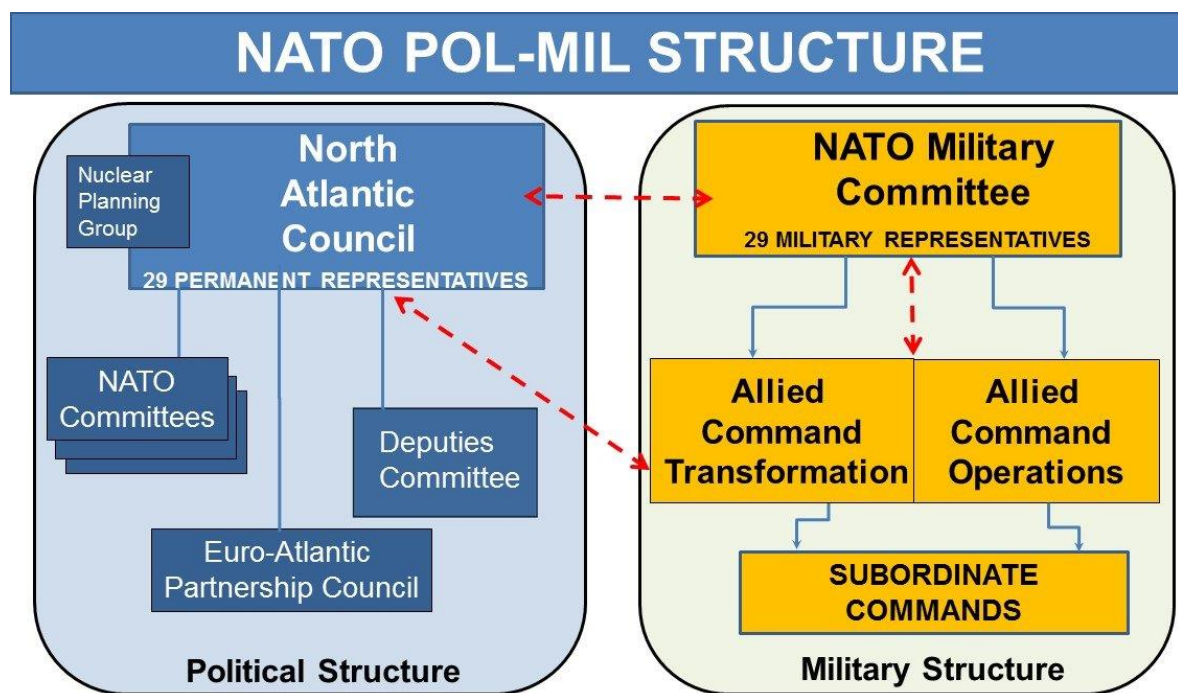 NATO POL-MIL STRUCTURE
Nuclear
Planning
Group
North
Atlantic
Council
29 PERMANENT REPRESENTATIVES
NATO
Committees
Deputies
Committee
Euro-Atlantic
Partnership Council
Political Structure
NATO Military
Committee
29 MILITARY REPRESENTATIVES
Allied
Command
Transformation
Allied
Command
Operations
SUBORDINATE
COMMANDS
Military Structure